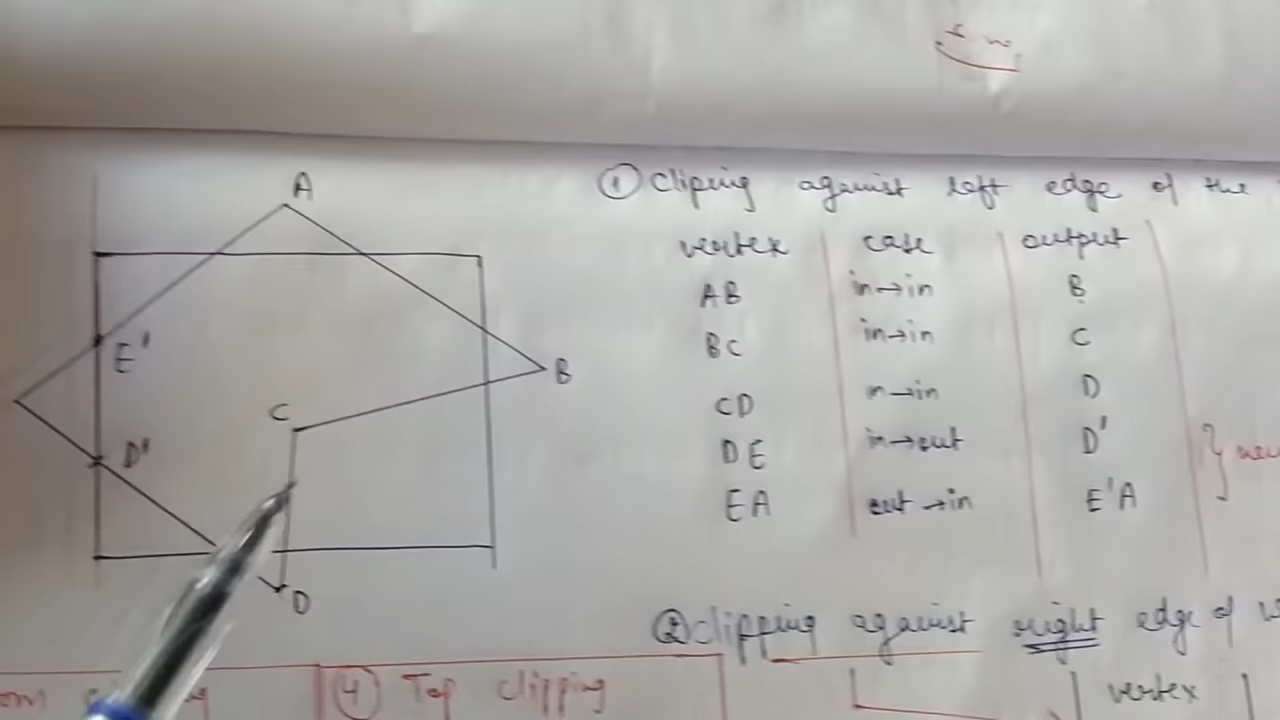 A
E'
B
C
D'
D
① Clipring against left edge of the
vertex case output
AB in→in B
BC in→in C
CD in→in D
DE in→out D'
EA out→in E'A
② clipping against right edge of
④ Top clipping
vertex